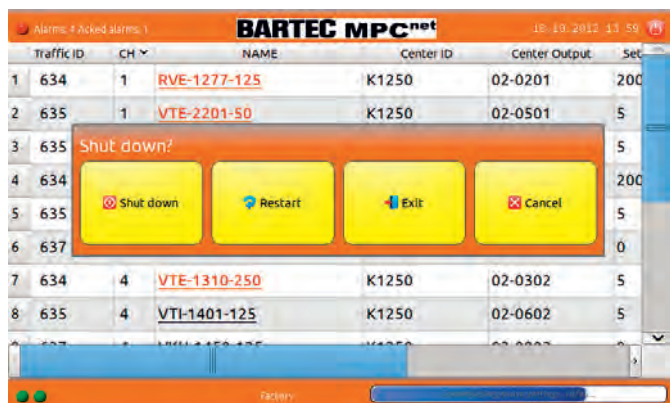 Alarms: 4 Acked alarms: 1 BARTEC MPCnet 18.10.2012 13:59
Traffic ID CH NAME Center ID Center Output Set
1 634 1 RVE-1277-125 K1250 02-0201 200
2 635 1 VTE-2201-50 K1250 02-0501 5
3 635 5
Shut down?
4 634 200
Shut down Restart Exit Cancel
5 635 5
6 637 0
7 634 4 VTE-1310-250 K1250 02-0302 5
8 635 4 VTI-1401-125 K1250 02-0602 5
Factory